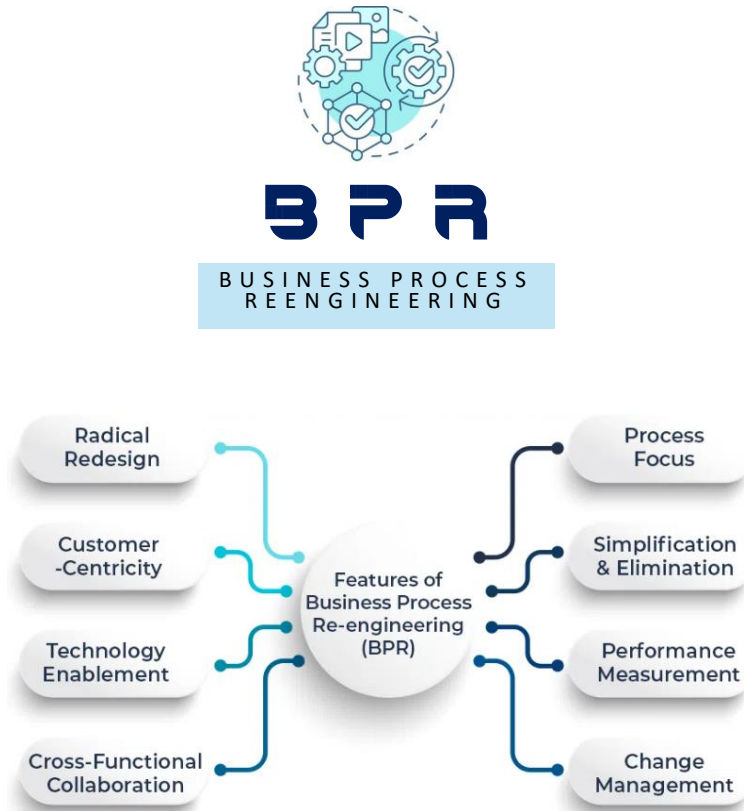 BPR
BUSINESS PROCESS
REENGINEERING
Radical
Redesign
Customer
-Centricity
Technology
Enablement
Cross-Functional
Collaboration
Features of
Business Process
Re-engineering
(BPR)
Process
Focus
Simplification
& Elimination
Performance
Measurement
Change
Management